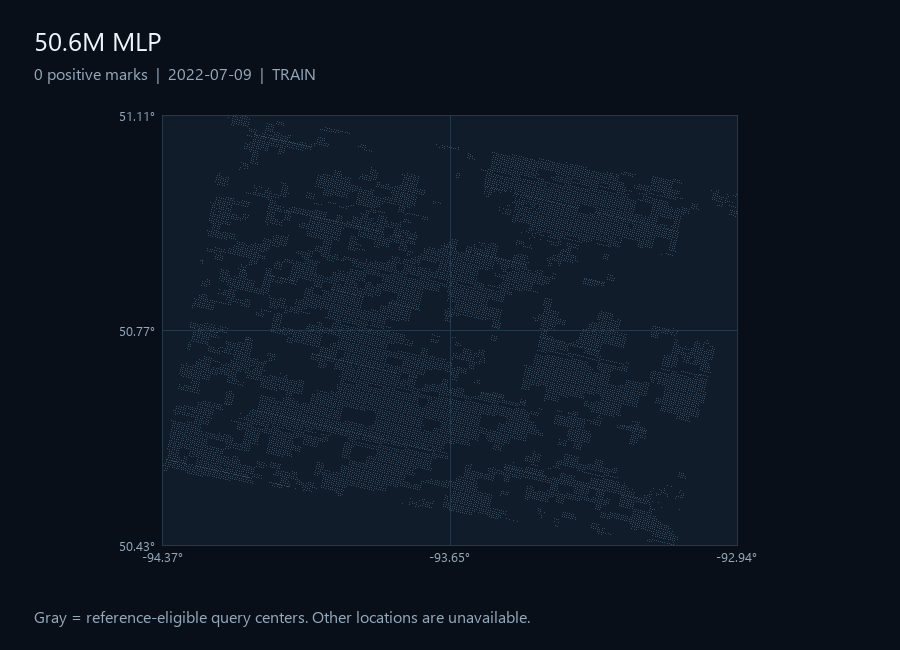 50.6M MLP
0 positive marks | 2022-07-09 | TRAIN
51.11°
50.77°
50.43°
-94.37°
-93.65°
-92.94°
Gray = reference-eligible query centers. Other locations are unavailable.